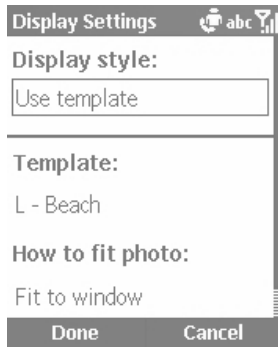 Display Settings abc
Display style:
Use template
Template:
L - Beach
How to fit photo:
Fit to window
Done Cancel